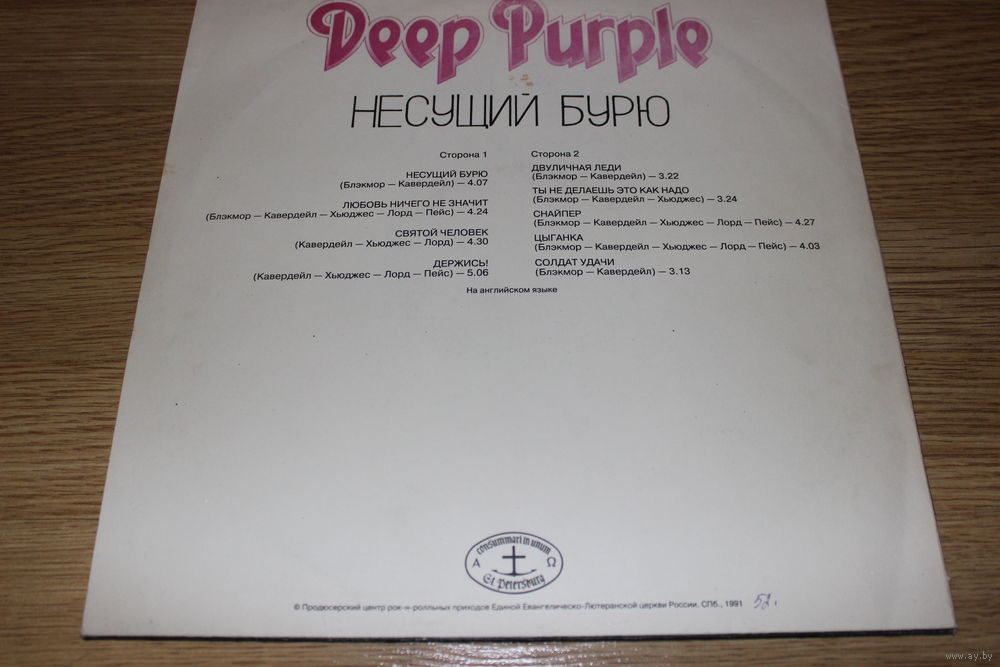 Deep Purple
НЕСУЩИЙ БУРЮ
Сторона 1
НЕСУЩИЙ БУРЮ
(Блэкмор — Кавердейл) — 4.07
ЛЮБОВЬ НИЧЕГО НЕ ЗНАЧИТ
(Блэкмор — Кавердейл — Хьюджес — Лорд — Пейс) — 4.24
СВЯТОЙ ЧЕЛОВЕК
(Кавердейл — Хьюджес — Лорд) — 4.30
ДЕРЖИСЬ!
(Кавердейл — Хьюджес — Лорд — Пейс) — 5.06
Сторона 2
ДВУЛИЧНАЯ ЛЕДИ
(Блэкмор — Кавердейл) — 3.22
ТЫ НЕ ДЕЛАЕШЬ ЭТО КАК НАДО
(Блэкмор — Кавердейл — Хьюджес) — 3.24
СНАЙПЕР
(Блэкмор — Кавердейл — Хьюджес — Лорд — Пейс) — 4.27
ЦЫГАНКА
(Блэкмор — Кавердейл — Хьюджес — Лорд — Пейс) — 4.03
СОЛДАТ УДАЧИ
(Блэкмор — Кавердейл) — 3.13
На английском языке
consummari in unum
Α Ω
St. Petersburg
© Продюсерский центр рок-н-ролльных приходов Единой Евангелическо-Лютеранской церкви России. СПб., 1991 52.
www.ay.by